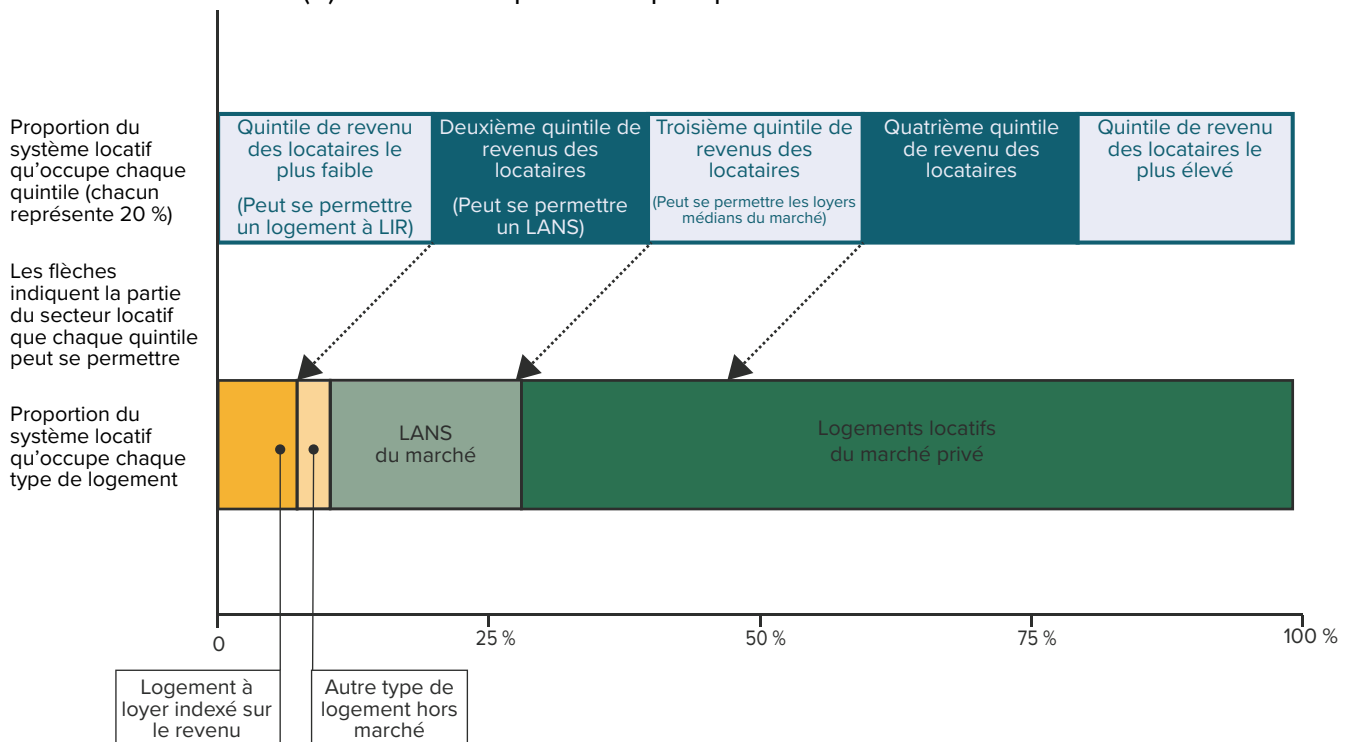 Proportion du
système locatif
qu’occupe chaque
quintile (chacun
représente 20 %)
Quintile de revenu
des locataires le
plus faible
(Peut se permettre
un logement à LIR)
Deuxième quintile de
revenus des
locataires
(Peut se permettre
un LANS)
Troisième quintile de
revenus des
locataires
(Peut se permettre les loyers
médians du marché)
Quatrième quintile
de revenu des
locataires
Quintile de revenu
des locataires le
plus élevé
Les flèches
indiquent la partie
du secteur locatif
que chaque quintile
peut se permettre
Proportion du
système locatif
qu’occupe chaque
type de logement
LANS
du marché
Logements locatifs
du marché privé
0
25 %
50 %
75 %
100 %
Logement à
loyer indexé sur
le revenu
Autre type de
logement hors
marché